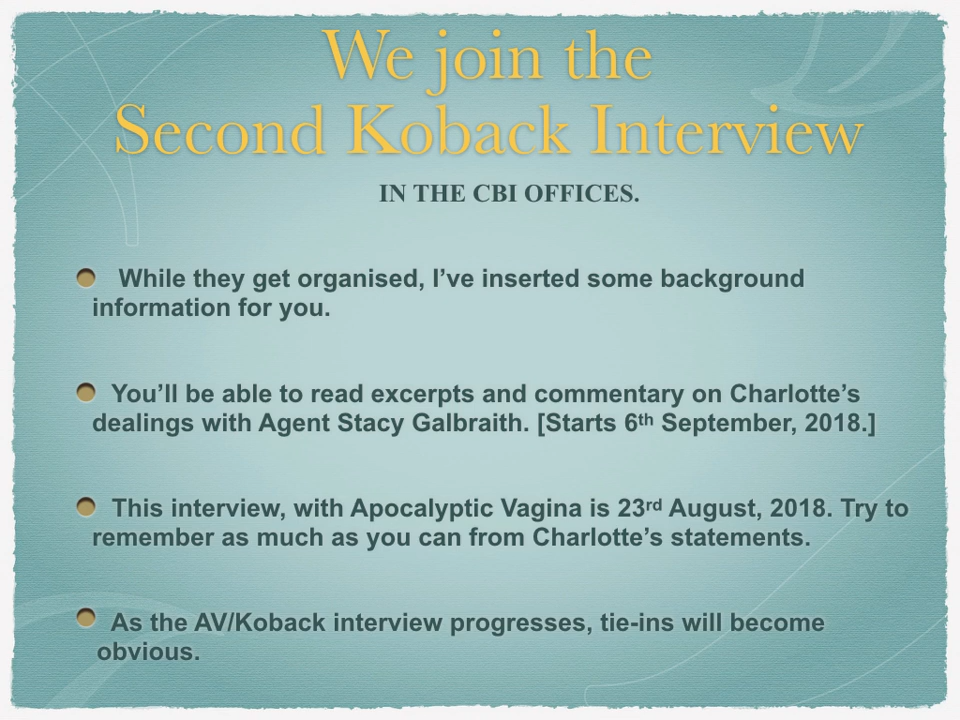 We join the
Second Koback Interview
IN THE CBI OFFICES.
While they get organised, I’ve inserted some background
information for you.
You’ll be able to read excerpts and commentary on Charlotte’s
dealings with Agent Stacy Galbraith. [Starts 6th September, 2018.]
This interview, with Apocalyptic Vagina is 23rd August, 2018. Try to
remember as much as you can from Charlotte’s statements.
As the AV/Koback interview progresses, tie-ins will become
obvious.